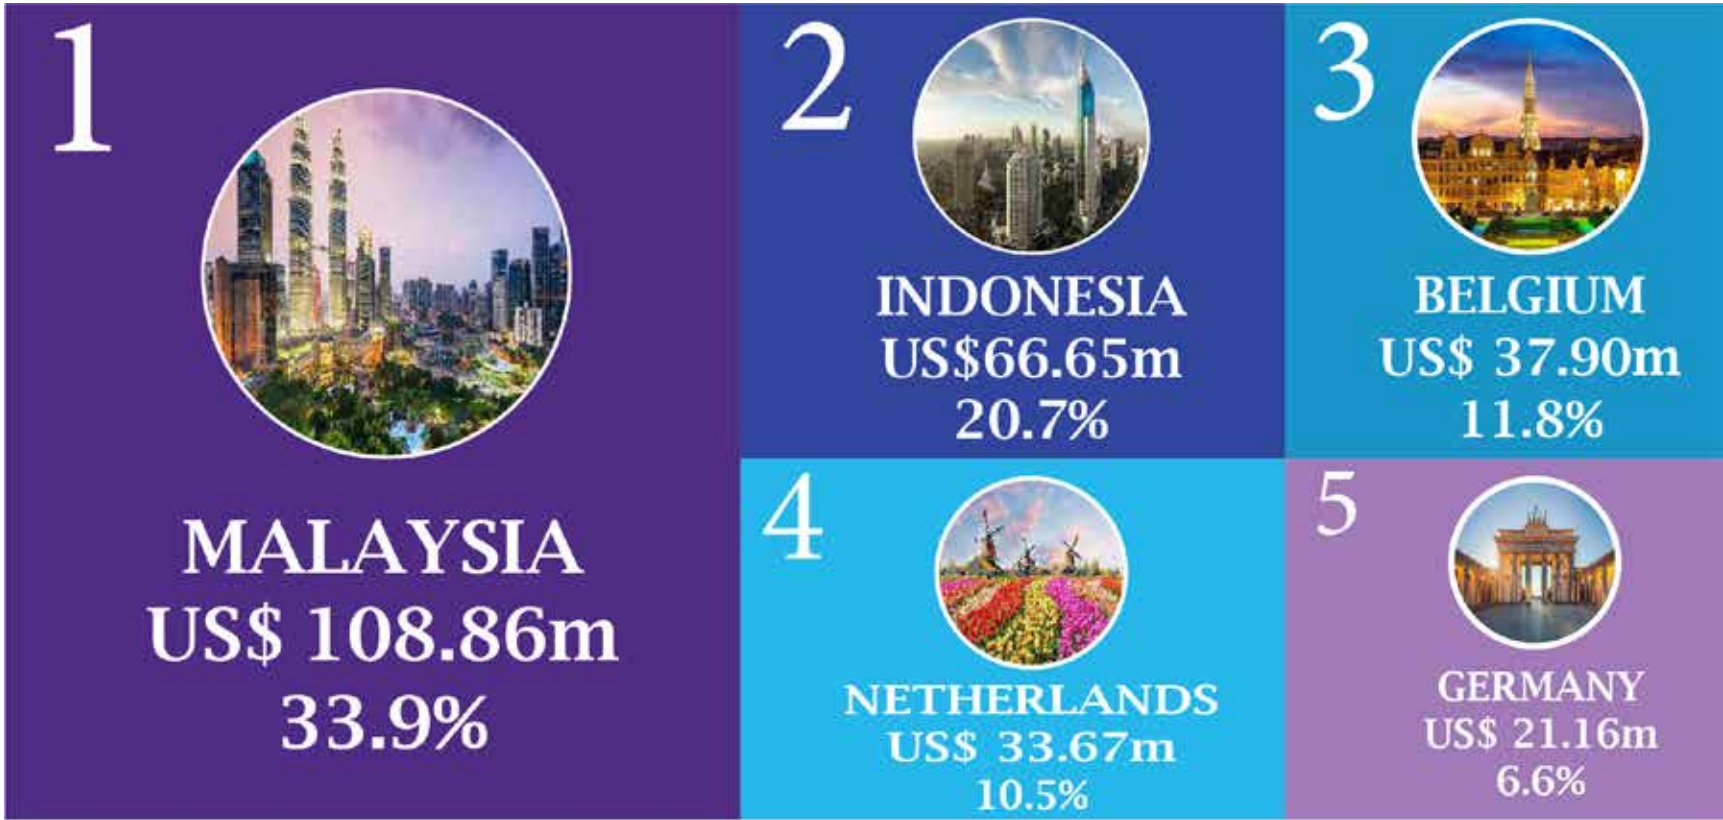 1
MALAYSIA
US$ 108.86m
33.9%
2
INDONESIA
US$66.65m
20.7%
3
BELGIUM
US$ 37.90m
11.8%
4
NETHERLANDS
US$ 33.67m
10.5%
5
GERMANY
US$ 21.16m
6.6%